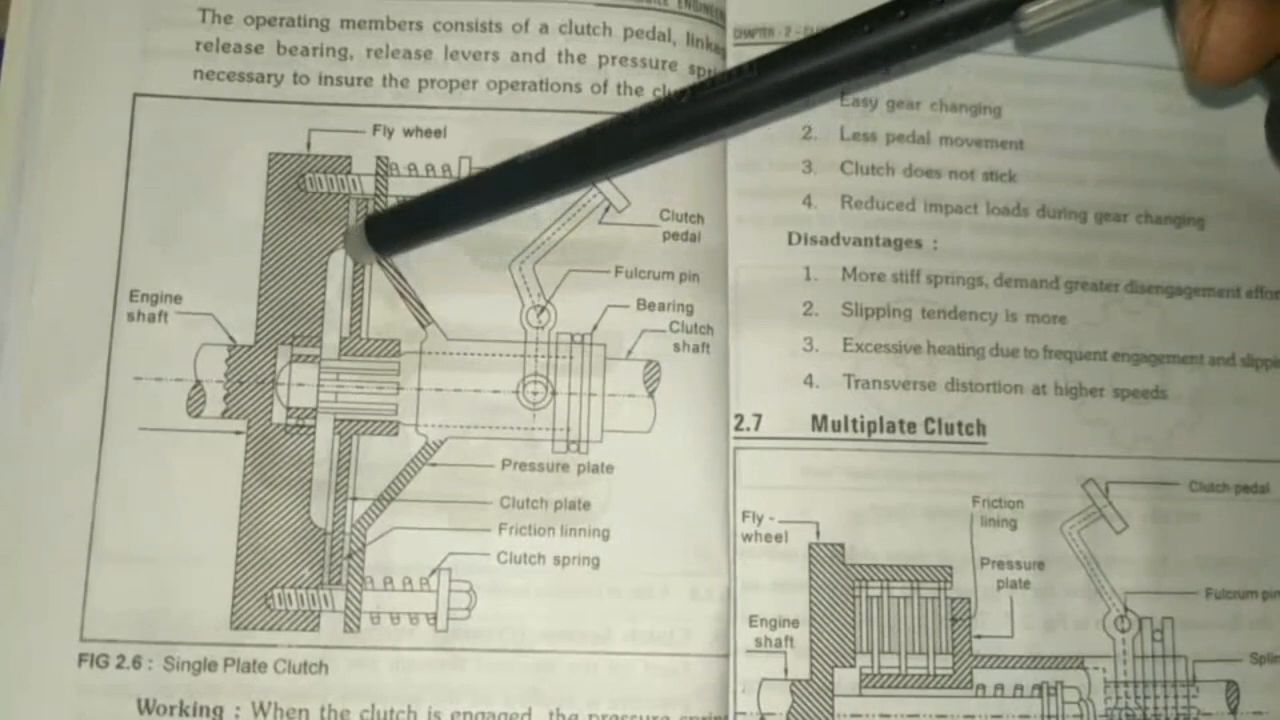 The operating members consists of a clutch pedal,
release bearing, release levers and the pressure
necessary to insure the proper operations of the
Fly wheel
Clutch
pedal
Fulcrum pin
Engine
shaft
Bearing
Clutch
shaft
Pressure plate
Clutch plate
Friction linning
Clutch spring
FIG 2.6 : Single Plate Clutch
Working : When the clutch is engaged, the pressure
CHAPTER - 2 -
Easy gear changing
2. Less pedal movement
3. Clutch does not stick
4. Reduced impact loads during gear changing
Disadvantages :
1. More stiff springs, demand greater disengagement
2. Slipping tendency is more
3. Excessive heating due to frequent engagement and
4. Transverse distortion at higher speeds
2.7 Multiplate Clutch
Clutch pedal
Friction
lining
Fly -
wheel
Pressure
plate
Fulcrum pin
Engine
shaft